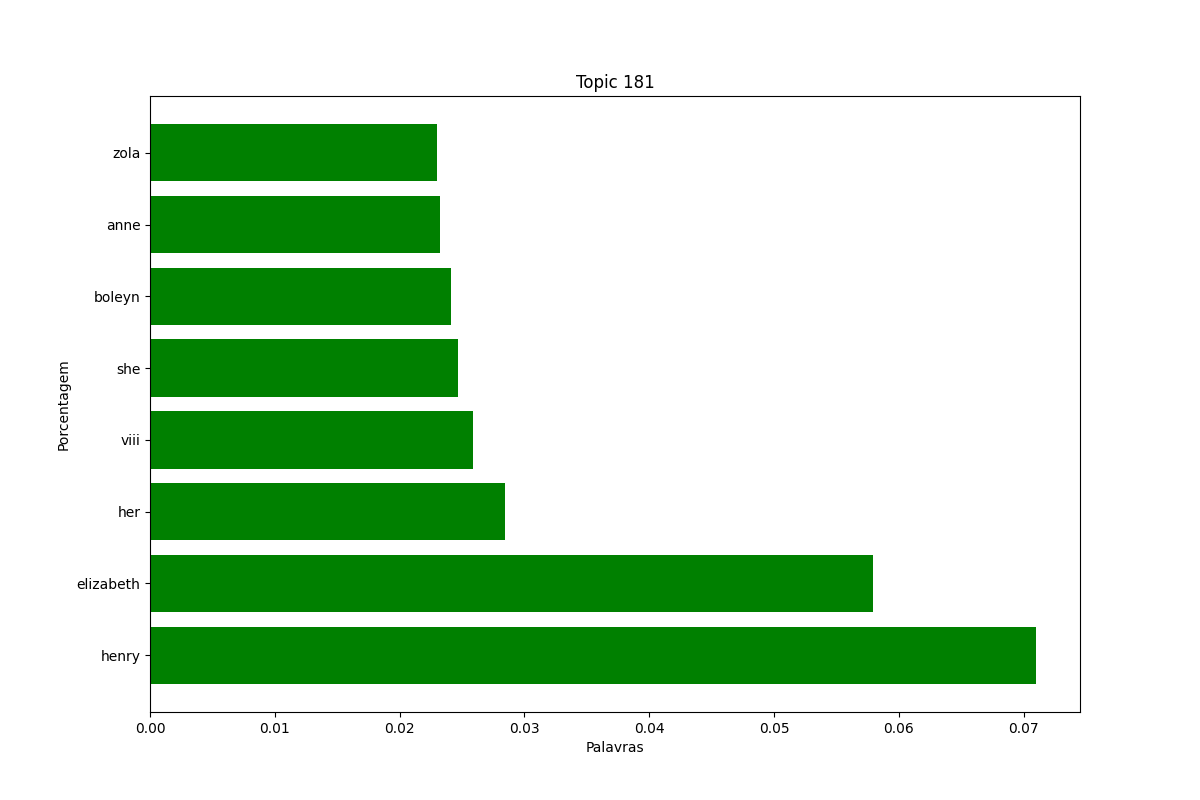 Topic 181
zola
anne
boleyn
she
viii
her
elizabeth
henry
Porcentagem
0.00 0.01 0.02 0.03 0.04 0.05 0.06 0.07
Palavras